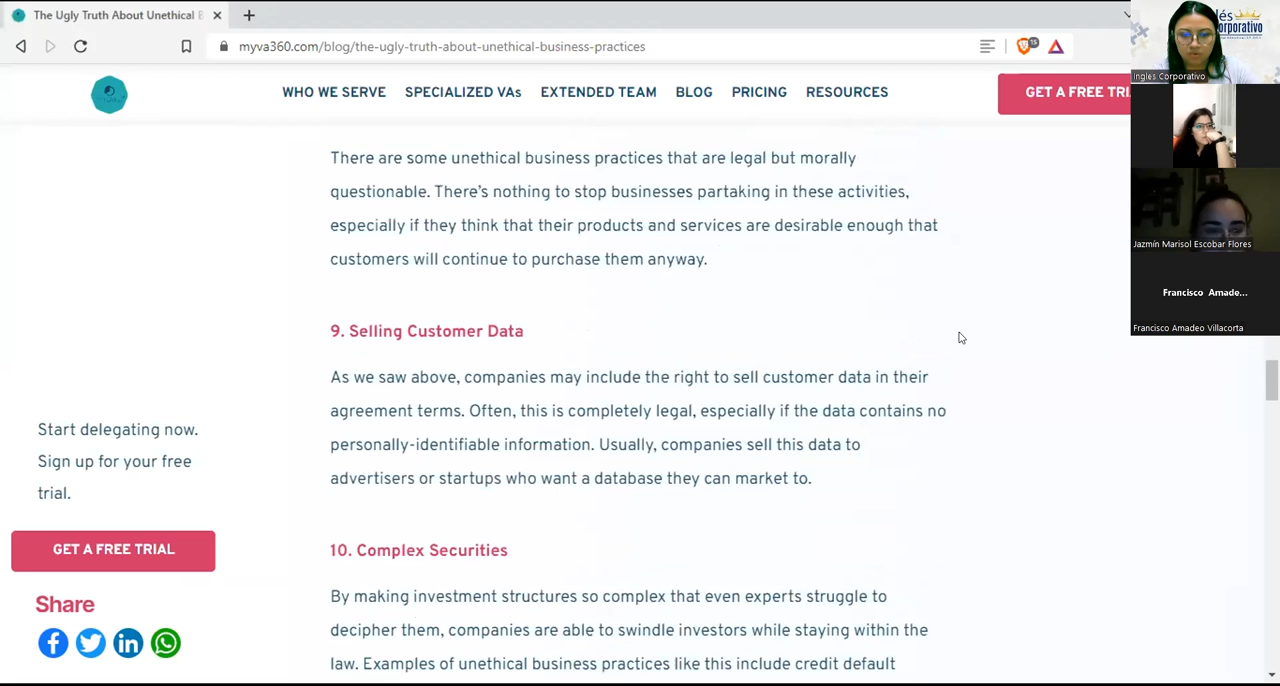 The Ugly Truth About Unethical B
myva360.com/blog/the-ugly-truth-about-unethical-business-practices
15
WHO WE SERVE SPECIALIZED VAs EXTENDED TEAM BLOG PRICING RESOURCES
GET A FREE TRI
There are some unethical business practices that are legal but morally
questionable. There's nothing to stop businesses partaking in these activities,
especially if they think that their products and services are desirable enough that
customers will continue to purchase them anyway.
9. Selling Customer Data
As we saw above, companies may include the right to sell customer data in their
agreement terms. Often, this is completely legal, especially if the data contains no
personally-identifiable information. Usually, companies sell this data to
advertisers or startups who want a database they can market to.
10. Complex Securities
By making investment structures so complex that even experts struggle to
decipher them, companies are able to swindle investors while staying within the
law. Examples of unethical business practices like this include credit default
Start delegating now.
Sign up for your free
trial.
GET A FREE TRIAL
Share
lés
orporativo
Ingles Corporativo
Jazmín Marisol Escobar Flores
Francisco Amade...
Francisco Amadeo Villacorta